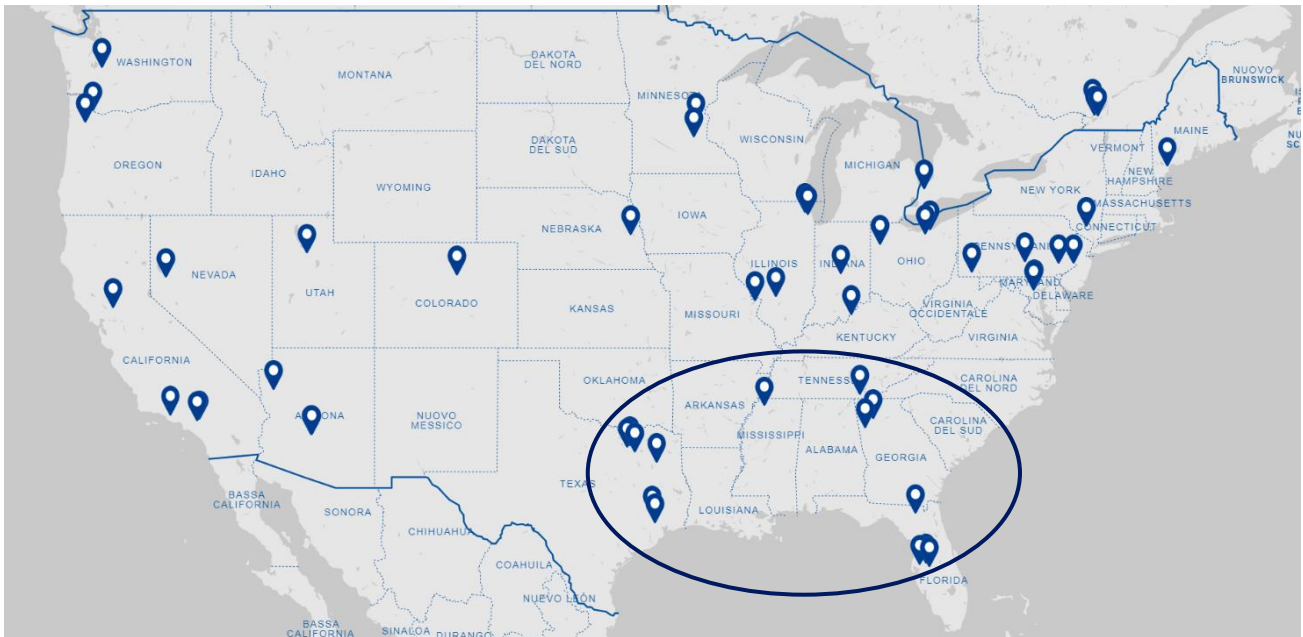 WASHINGTON
MONTANA
DAKOTA
DEL NORD
MINNESOTA
NUOVO
BRUNSWICK
OREGON
IDAHO
WYOMING
DAKOTA
DEL SUD
WISCONSIN
MICHIGAN
VERMONT
MAINE
NEW YORK
NEW
HAMPSHIRE
MASSACHUSETTS
CONNECTICUT
NEVADA
UTAH
COLORADO
NEBRASKA
IOWA
ILLINOIS
INDIANA
OHIO
PENNSYLVANIA
MARYLAND
DELAWARE
KANSAS
MISSOURI
VIRGINIA
OCCIDENTALE
KENTUCKY
VIRGINIA
CALIFORNIA
ARIZONA
NUOVO
MESSICO
OKLAHOMA
ARKANSAS
TENNESSE
CAROLINA
DEL NORD
CAROLINA
DEL SUD
MISSISSIPPI
ALABAMA
GEORGIA
TEXAS
LOUISIANA
FLORIDA
BASSA
CALIFORNIA
SONORA
CHIHUAHUA
COAHUILA
NUEVO LEÓN
BASSA
CALIFORNIA
SINALOA
DURANGO